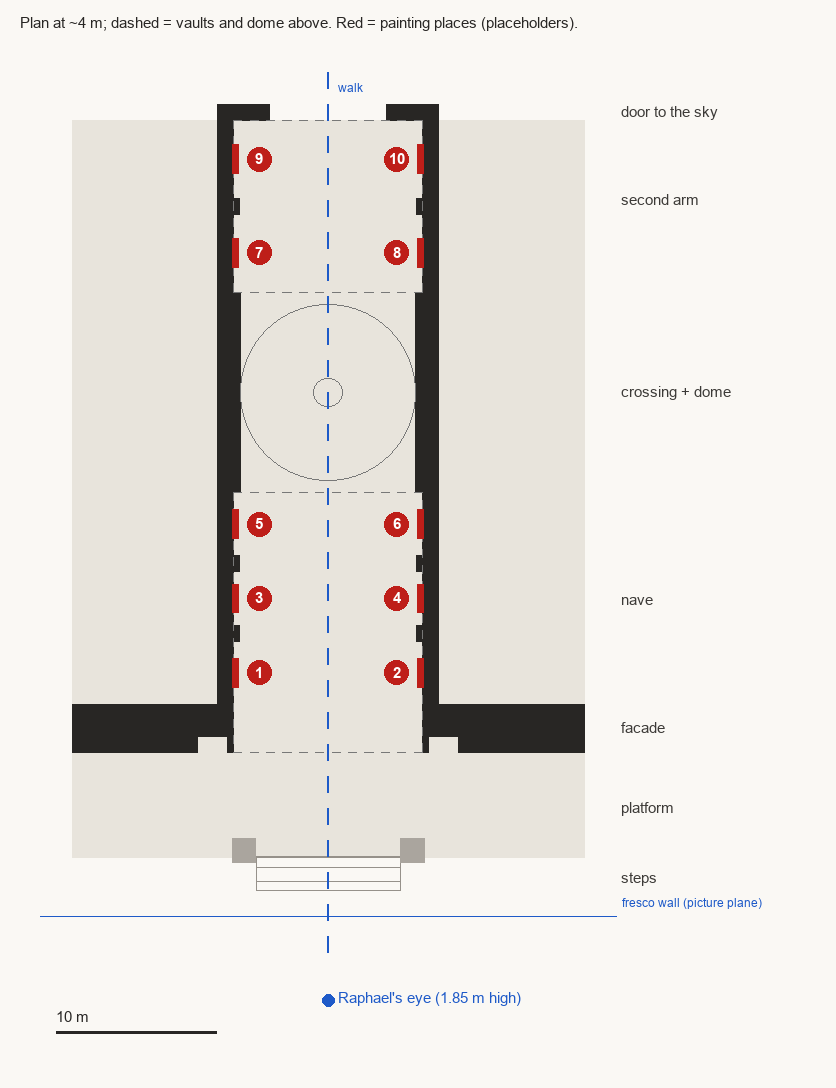 Plan at ~4 m; dashed = vaults and dome above. Red = painting places (placeholders).
walk
door to the sky
9 10
second arm
7 8
crossing + dome
5 6
3 4
nave
1 2
facade
platform
steps
fresco wall (picture plane)
Raphael's eye (1.85 m high)
10 m